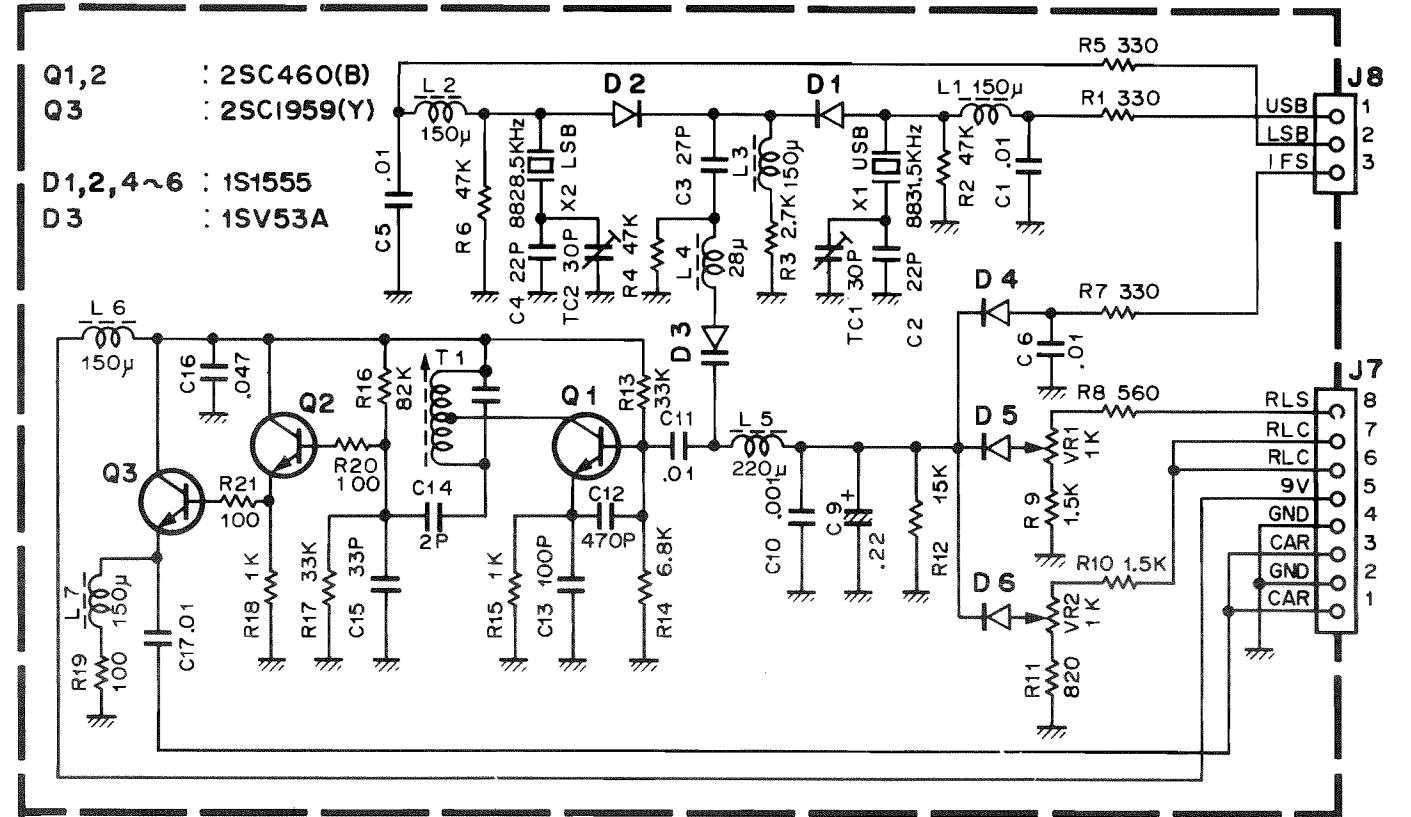 Q1,2 : 2SC460(B)
Q3 : 2SC1959(Y)
D1,2,4~6 : 1S1555
D3 : 1SV53A
R5 330
J8
L2
150μ
D2
D1
L1 150μ
R1 330
USB 1
LSB 2
IFS 3
C5 .01
R6 47K
8828.5KHz
X2 LSB
C4 22P
TC2 30P
C3 27P
R4 47K
L4
28μ
L3
150μ
R3 2.7K
X1 USB
8831.5KHz
TC1 30P
C2 22P
R2 47K
C1 .01
D3
D4
R7 330
C6 .01
L6
150μ
C16 .047
Q2
R16 82K
T1
Q1
R13 33K
C11
.01
L5
220μ
D5
R8 560
VR1 1K
R9 1.5K
J7
RLS 8
RLC 7
RLC 6
9V 5
GND 4
CAR 3
GND 2
CAR 1
Q3
R21
100
R20
100
C14
2P
C12
470P
C10 .001
C9 +
.22
R12 15K
R10 1.5K
D6
VR2 1K
R11 820
L7
150μ
R19 100
C17 .01
R18 1K
R17 33K
C15 33P
R15 1K
C13 100P
R14 6.8K